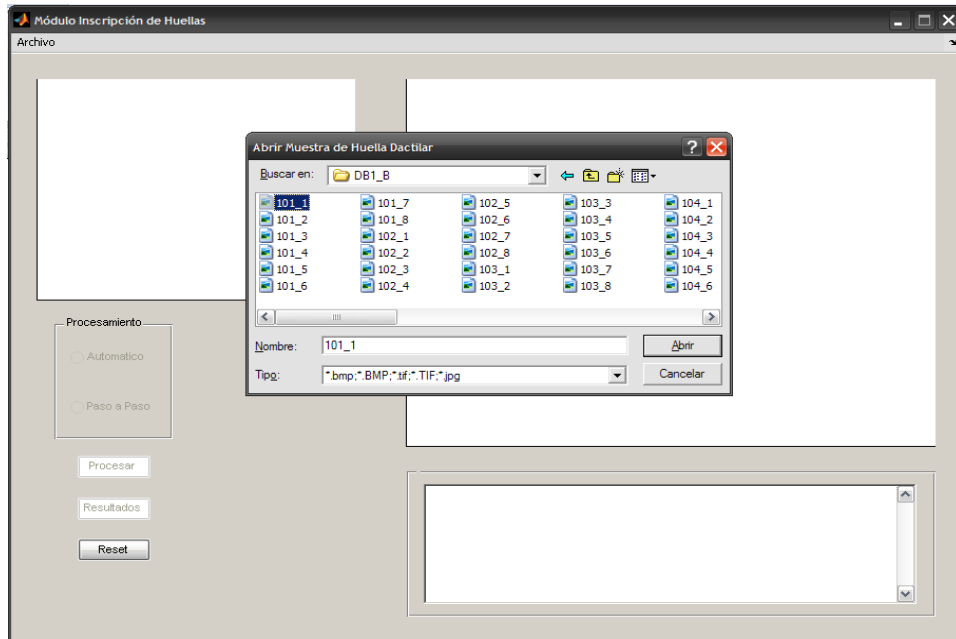 Módulo Inscripción de Huellas
Archivo
Abrir Muestra de Huella Dactilar
Buscar en: DB1_B
101_1 101_7 102_5 103_3 104_1
101_2 101_8 102_6 103_4 104_2
101_3 102_1 102_7 103_5 104_3
101_4 102_2 102_8 103_6 104_4
101_5 102_3 103_1 103_7 104_5
101_6 102_4 103_2 103_8 104_6
Nombre: 101_1 Abrir
Tipo: *.bmp;*.BMP;*.tif;*.TIF;*.jpg Cancelar
Procesamiento
Automatico
Paso a Paso
Procesar
Resultados
Reset